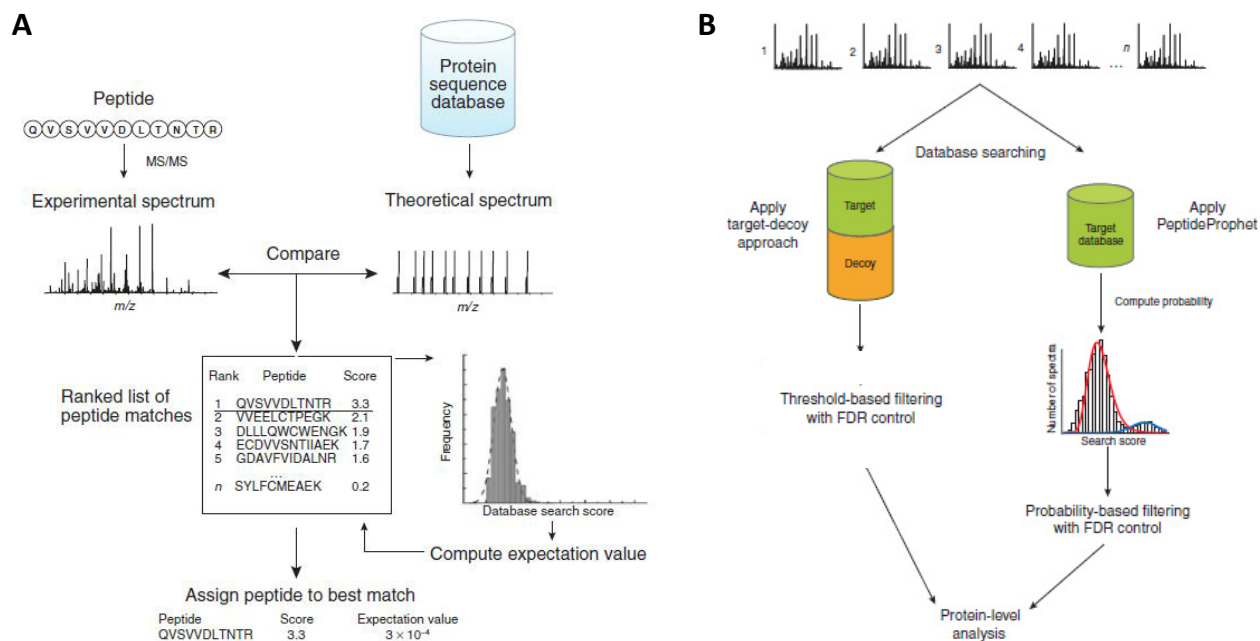 A
Peptide
Q V S V V D L T N T R
MS/MS
Protein
sequence
database
Experimental spectrum
Theoretical spectrum
Compare
m/z
m/z
Ranked list of
peptide matches
Rank Peptide Score
1 QVSVVDLTNTR 3.3
2 VVEELCTPEGK 2.1
3 DLLLQWCWENGK 1.9
4 ECDVVSNTIIAEK 1.7
5 GDAVFVIDALNR 1.6
...
n SYLFCMEAEK 0.2
Frequency
Database search score
Compute expectation value
Assign peptide to best match
Peptide Score Expectation value
QVSVVDLTNTR 3.3 3 × 10⁻⁴
B
1 2 3 4 ... n
Database searching
Apply
target-decoy
approach
Target
Decoy
Target
database
Apply
PeptideProphet
Compute probability
Number of spectra
Search score
Threshold-based filtering
with FDR control
Probability-based filtering
with FDR control
Protein-level
analysis